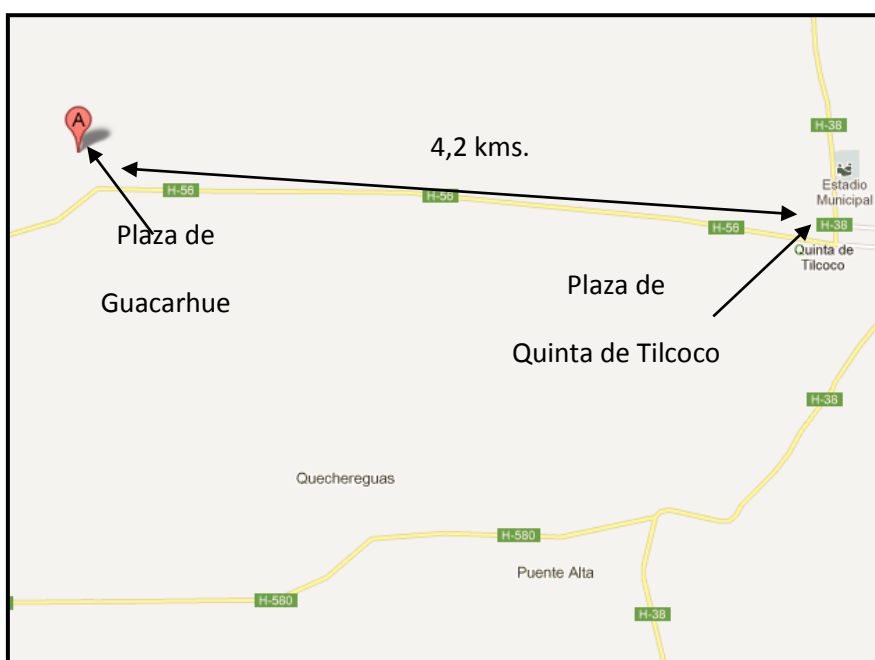 A
H-38
4,2 kms.
Estadio
Municipal
H-56
H-56
H-38
H-56
Plaza de
Guacarhue
Quinta de
Tilcoco
Plaza de
Quinta de Tilcoco
H-38
Quechereguas
H-580
Puente Alta
H-580
H-38